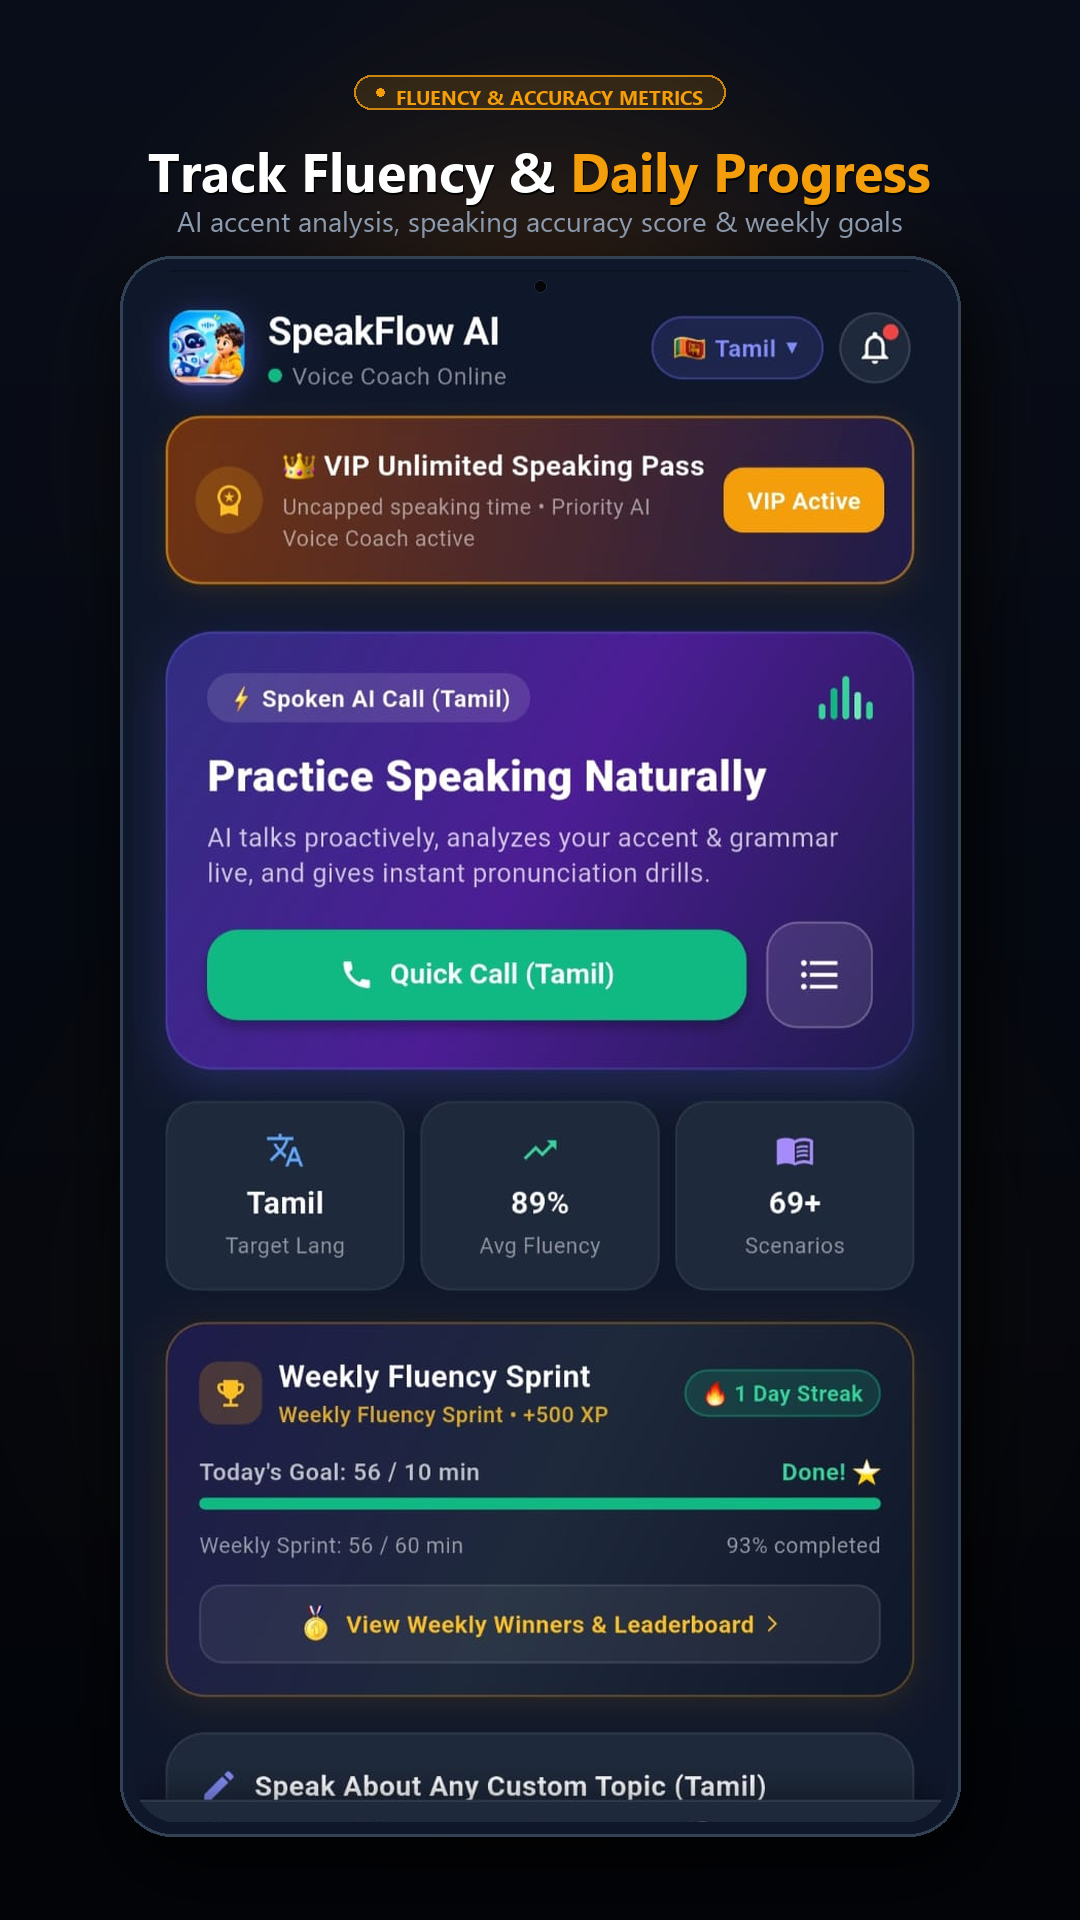 FLUENCY & ACCURACY METRICS
Track Fluency & Daily Progress
AI accent analysis, speaking accuracy score & weekly goals
SpeakFlow AI
Voice Coach Online
Tamil ▼
👑 VIP Unlimited Speaking Pass
Uncapped speaking time • Priority AI
Voice Coach active
VIP Active
⚡ Spoken AI Call (Tamil)
Practice Speaking Naturally
AI talks proactively, analyzes your accent & grammar
live, and gives instant pronunciation drills.
Quick Call (Tamil)
Tamil
Target Lang
89%
Avg Fluency
69+
Scenarios
Weekly Fluency Sprint
Weekly Fluency Sprint • +500 XP
🔥 1 Day Streak
Today's Goal: 56 / 10 min
Done! ⭐
Weekly Sprint: 56 / 60 min
93% completed
🏅 View Weekly Winners & Leaderboard >
Speak About Any Custom Topic (Tamil)